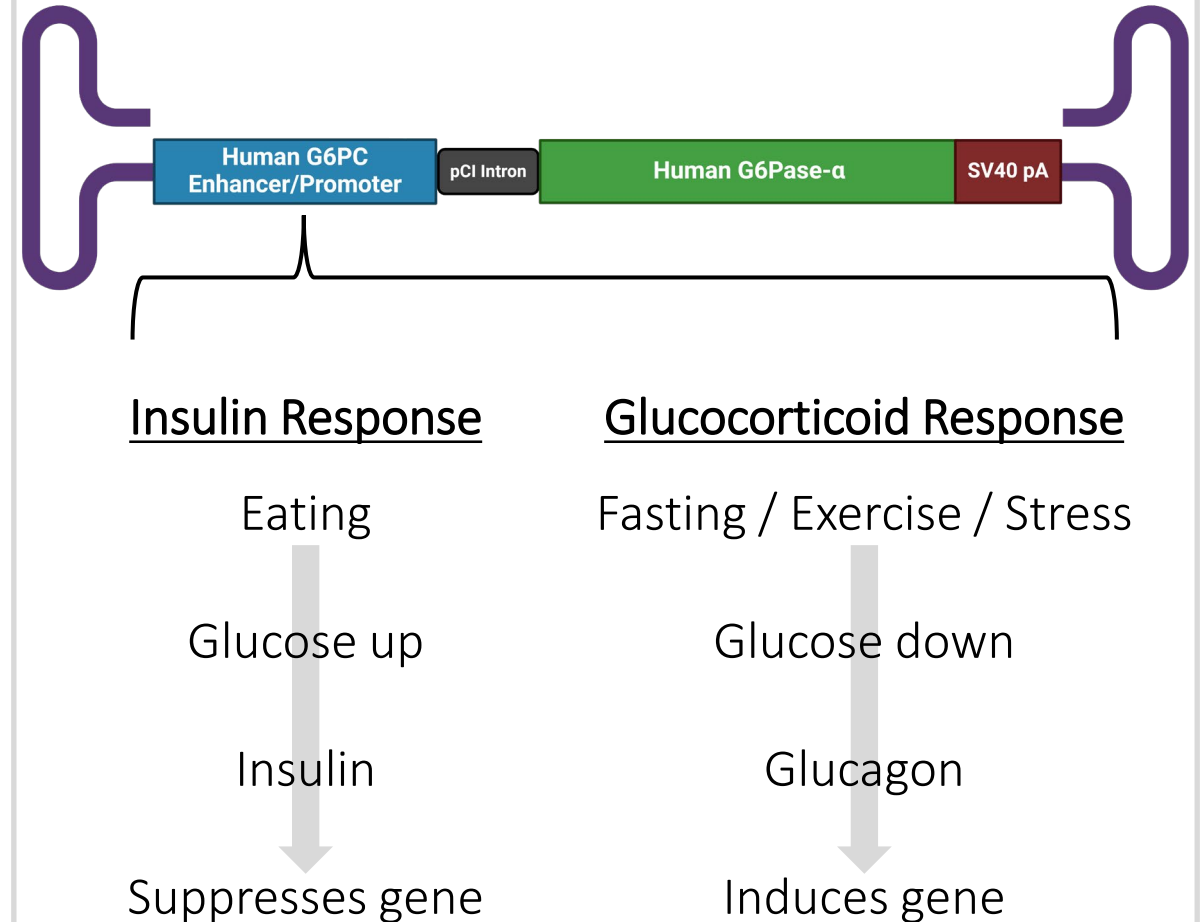 Human G6PC
Enhancer/Promoter
pCI Intron
Human G6Pase-α
SV40 pA
Insulin Response
Glucocorticoid Response
Eating
Fasting / Exercise / Stress
Glucose up
Glucose down
Insulin
Glucagon
Suppresses gene
Induces gene